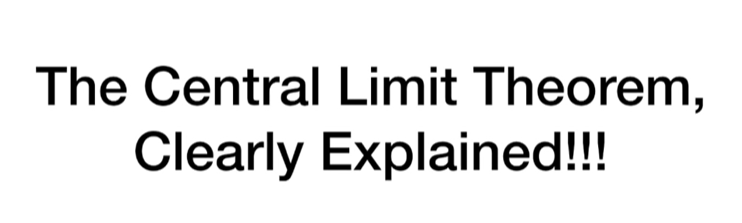 The Central Limit Theorem,
Clearly Explained!!!